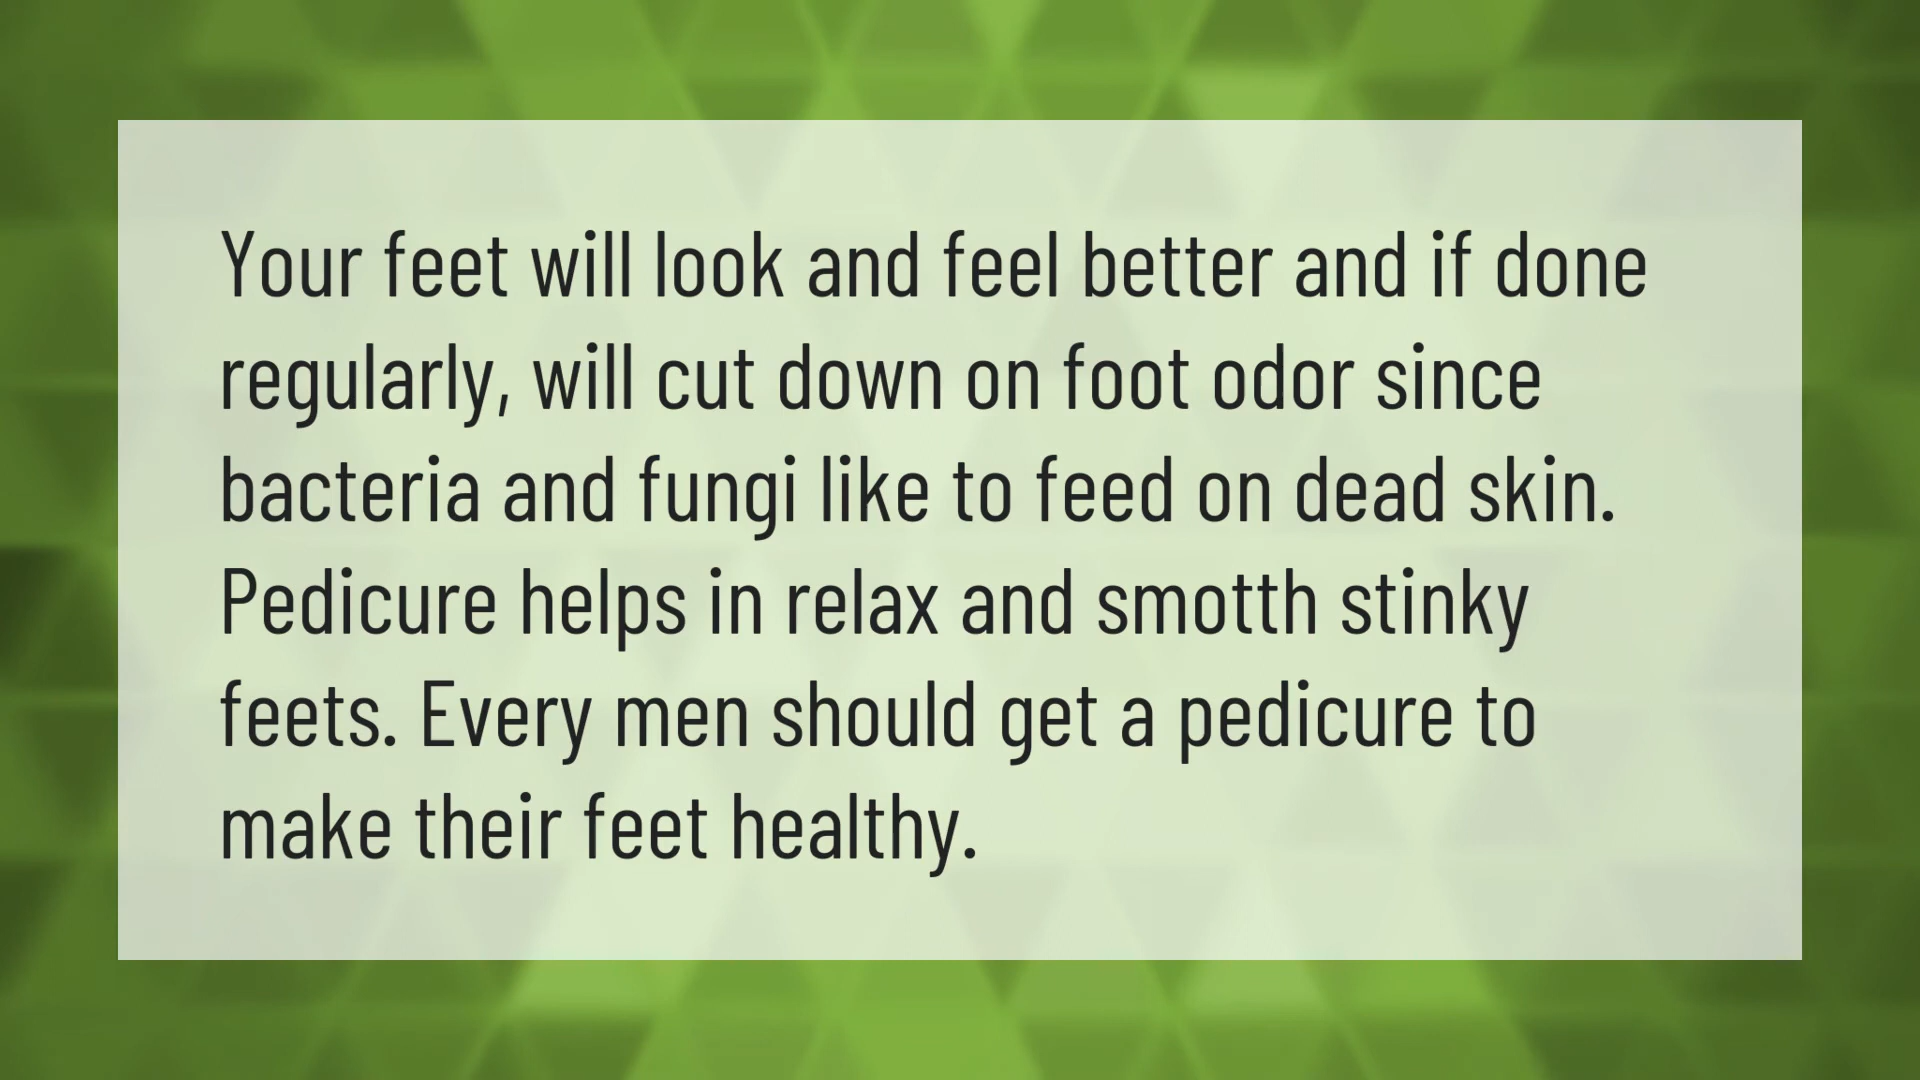 Your feet will look and feel better and if done
regularly, will cut down on foot odor since
bacteria and fungi like to feed on dead skin.
Pedicure helps in relax and smotth stinky
feets. Every men should get a pedicure to
make their feet healthy.